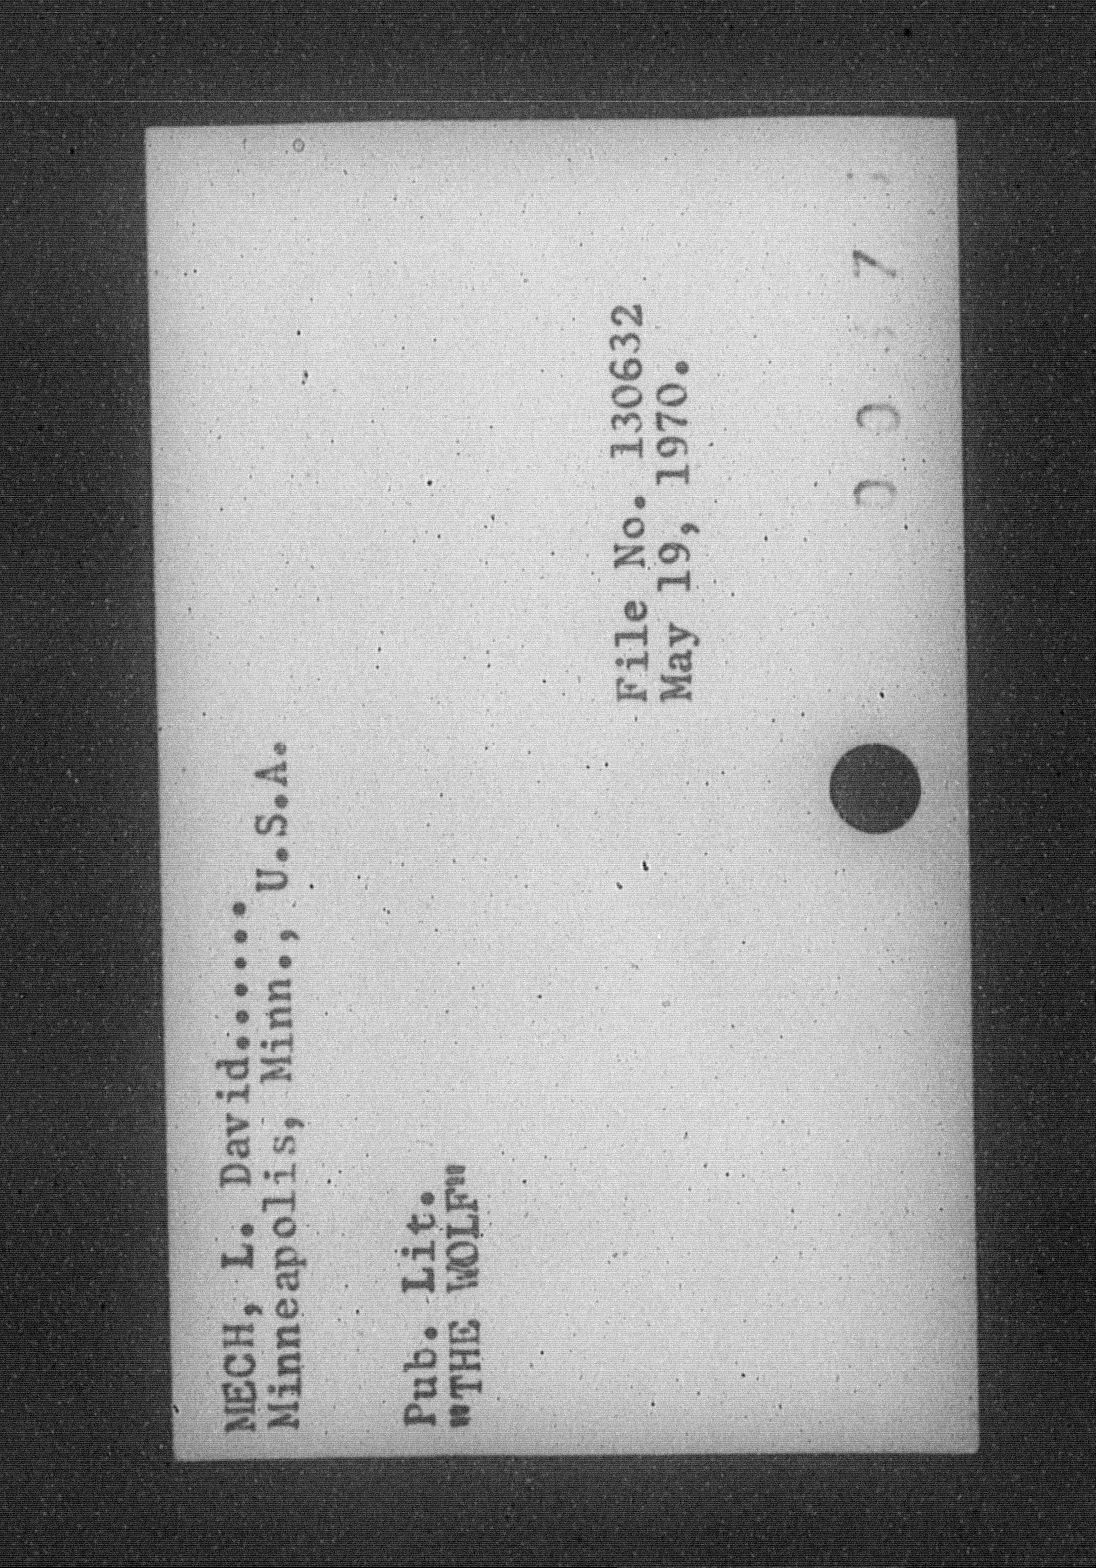 MECH, L. David........
Minneapolis, Minn., U.S.A.
Pub. Lit.
"THE WOLF"
File No. 130632
May 19, 1970.